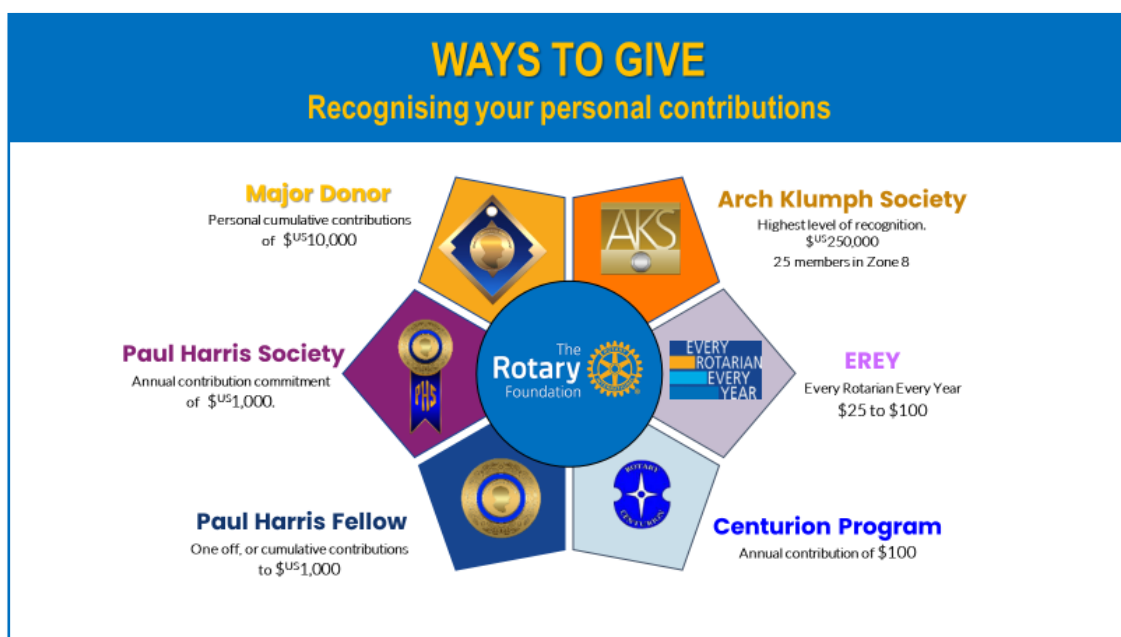 WAYS TO GIVE
Recognising your personal contributions
Major Donor
Personal cumulative contributions
of $US10,000
AKS
Arch Klumph Society
Highest level of recognition.
$US250,000
25 members in Zone 8
Paul Harris Society
Annual contribution commitment
of $US1,000.
PHS
The
Rotary
Foundation
EVERY
ROTARIAN
EVERY
YEAR
EREY
Every Rotarian Every Year
$25 to $100
Paul Harris Fellow
One off, or cumulative contributions
to $US1,000
ROTARY
CENTURION
Centurion Program
Annual contribution of $100